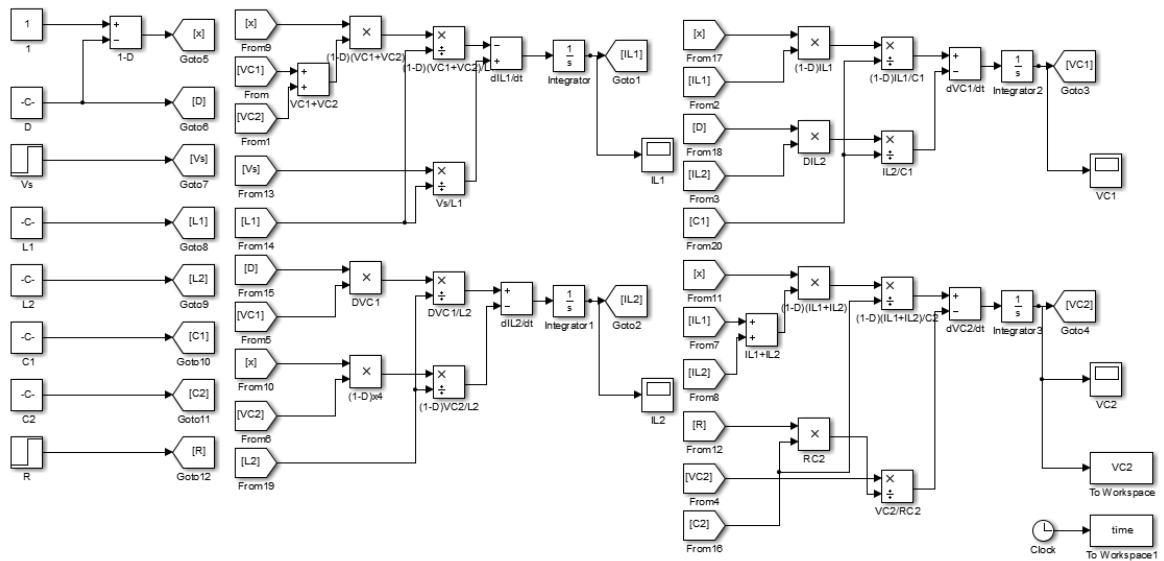 1
1
+
−
1-D
[x]
Goto5
-C-
D
[D]
Goto6
Vs
[Vs]
Goto7
-C-
L1
[L1]
Goto8
-C-
L2
[L2]
Goto9
-C-
C1
[C1]
Goto10
-C-
C2
[C2]
Goto11
R
[R]
Goto12
[x]
From9
[VC1]
From
[VC2]
From1
+
+
VC1+VC2
×
(1-D)(VC1+VC2)
×
÷
(1-D)(VC1+VC2)/L
−
+
dIL1/dt
1
s
Integrator
[IL1]
Goto1
IL1
[Vs]
From13
[L1]
From14
×
÷
Vs/L1
[D]
From15
[VC1]
From5
×
DVC1
×
÷
DVC1/L2
+
−
dIL2/dt
1
s
Integrator1
[IL2]
Goto2
IL2
[x]
From10
[VC2]
From6
×
(1-D)x4
×
÷
(1-D)VC2/L2
[L2]
From19
[x]
From17
[IL1]
From2
×
(1-D)IL1
×
÷
(1-D)IL1/C1
+
−
dVC1/dt
1
s
Integrator2
[VC1]
Goto3
VC1
[D]
From18
[IL2]
From3
×
DIL2
×
÷
IL2/C1
[C1]
From20
[x]
From11
[IL1]
From7
[IL2]
From8
+
+
IL1+IL2
×
(1-D)(IL1+IL2)
×
÷
(1-D)(IL1+IL2)/C2
+
−
dVC2/dt
1
s
Integrator3
[VC2]
Goto4
VC2
[R]
From12
×
RC2
[VC2]
From4
×
÷
VC2/RC2
[C2]
From16
VC2
To Workspace
Clock
time
To Workspace1